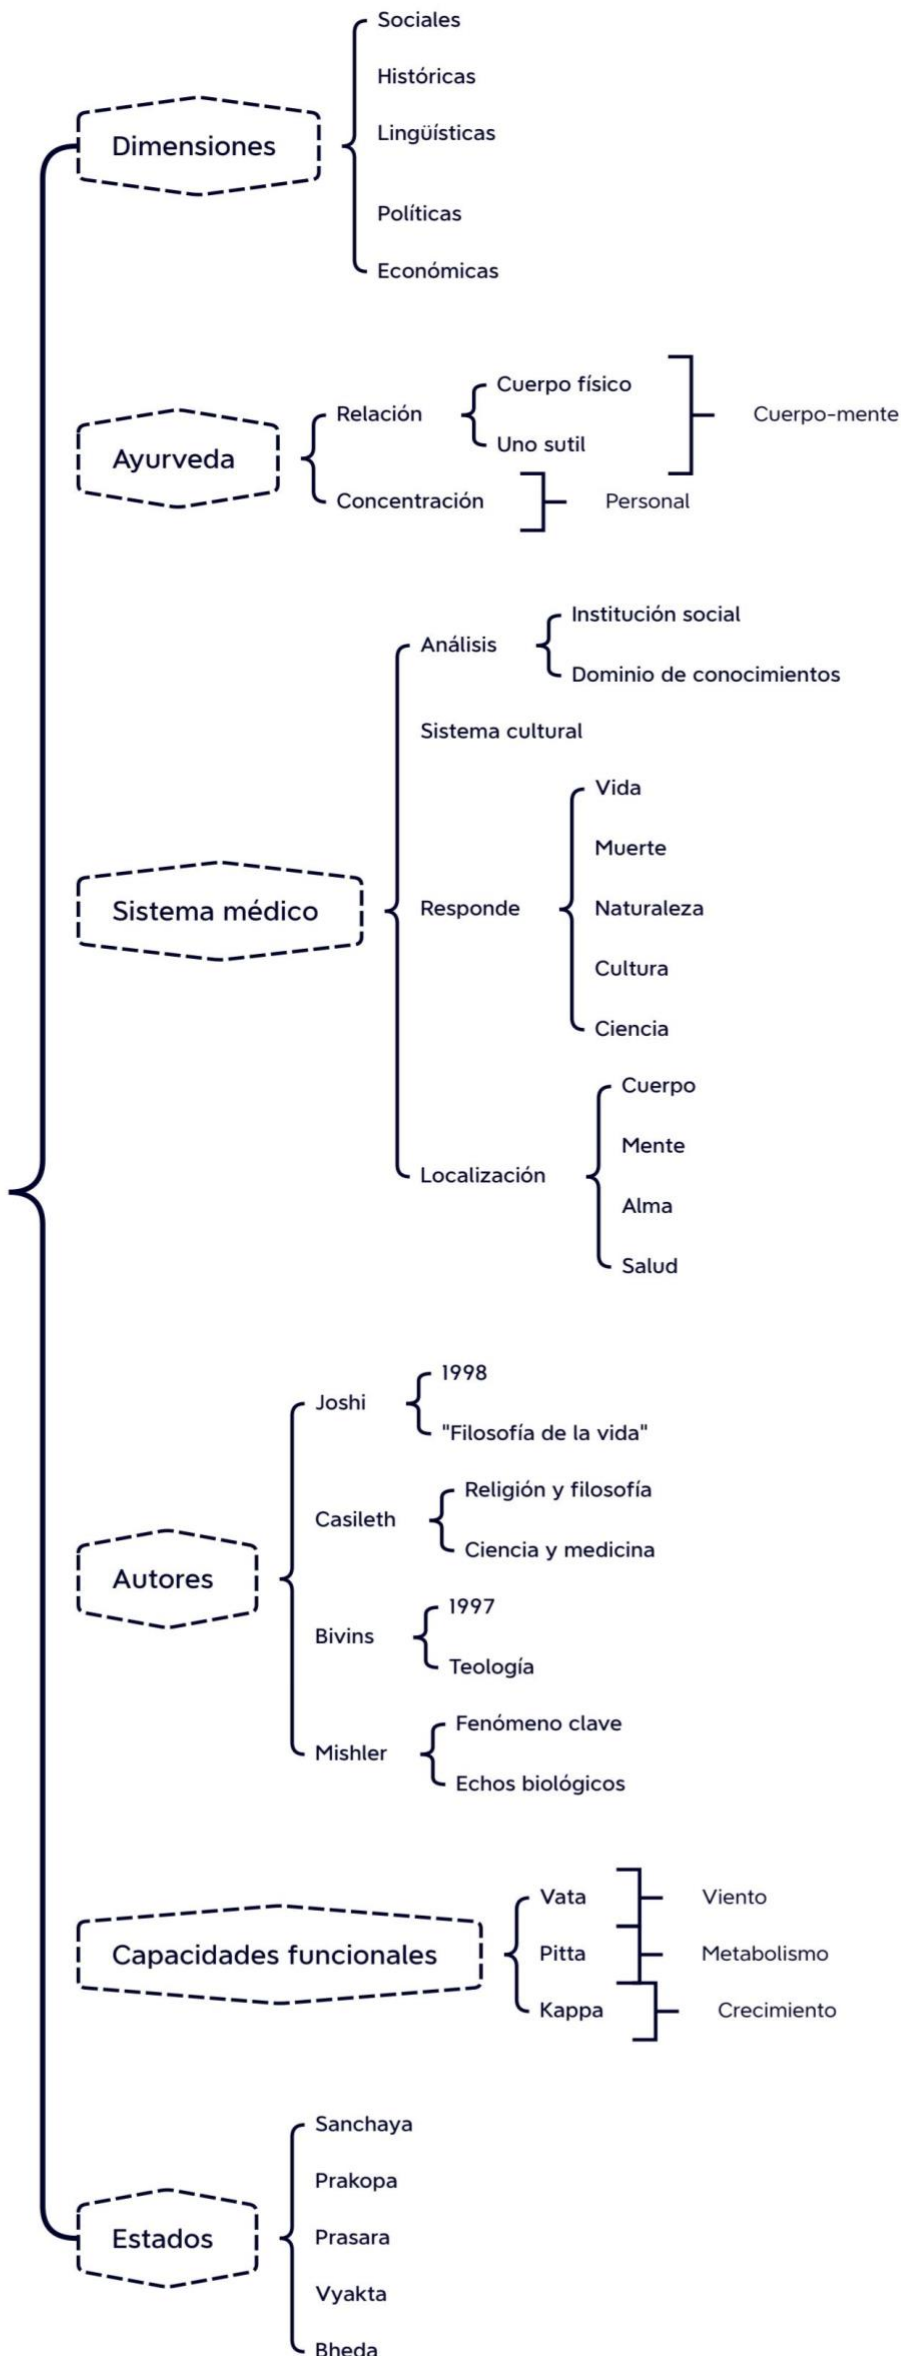 Dimensiones
Sociales
Históricas
Lingüísticas
Políticas
Económicas
Ayurveda
Relación
Cuerpo físico
Uno sutil
Cuerpo-mente
Concentración
Personal
Sistema médico
Análisis
Institución social
Dominio de conocimientos
Sistema cultural
Responde
Vida
Muerte
Naturaleza
Cultura
Ciencia
Localización
Cuerpo
Mente
Alma
Salud
Autores
Joshi
1998
"Filosofía de la vida"
Casileth
Religión y filosofía
Ciencia y medicina
Bivins
1997
Teología
Mishler
Fenómeno clave
Echos biológicos
Capacidades funcionales
Vata
Viento
Pitta
Metabolismo
Kappa
Crecimiento
Estados
Sanchaya
Prakopa
Prasara
Vyakta
Bheda